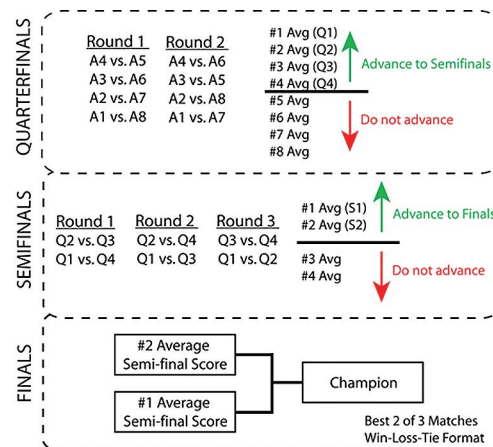 QUARTERFINALS
Round 1
A4 vs. A5
A3 vs. A6
A2 vs. A7
A1 vs. A8
Round 2
A4 vs. A6
A3 vs. A5
A2 vs. A8
A1 vs. A7
#1 Avg (Q1)
#2 Avg (Q2)
#3 Avg (Q3)
#4 Avg (Q4)
#5 Avg
#6 Avg
#7 Avg
#8 Avg
Advance to Semifinals
Do not advance
SEMIFINALS
Round 1
Q2 vs. Q3
Q1 vs. Q4
Round 2
Q2 vs. Q4
Q1 vs. Q3
Round 3
Q3 vs. Q4
Q1 vs. Q2
#1 Avg (S1)
#2 Avg (S2)
#3 Avg
#4 Avg
Advance to Finals
Do not advance
FINALS
#2 Average
Semi-final Score
#1 Average
Semi-final Score
Champion
Best 2 of 3 Matches
Win-Loss-Tie Format